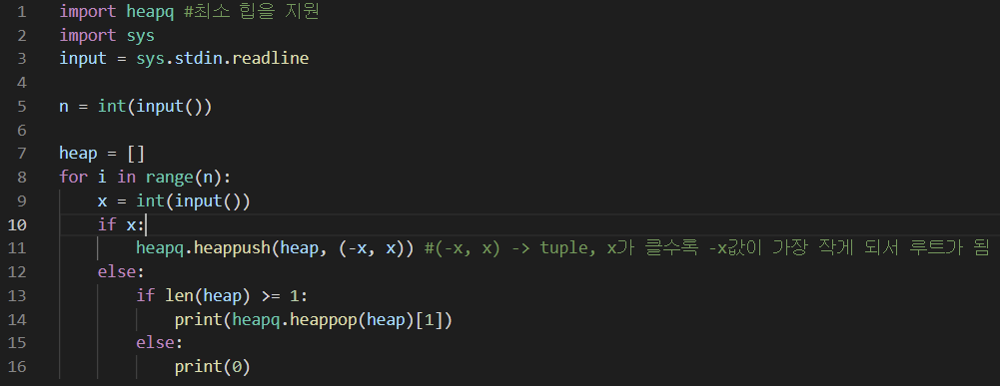 1 import heapq #최소 힙을 지원
2 import sys
3 input = sys.stdin.readline
4
5 n = int(input())
6
7 heap = []
8 for i in range(n):
9     x = int(input())
10     if x:
11         heapq.heappush(heap, (-x, x)) #(-x, x) -> tuple, x가 클수록 -x값이 가장 작게 되서 루트가 됨
12     else:
13         if len(heap) >= 1:
14             print(heapq.heappop(heap)[1])
15         else:
16             print(0)